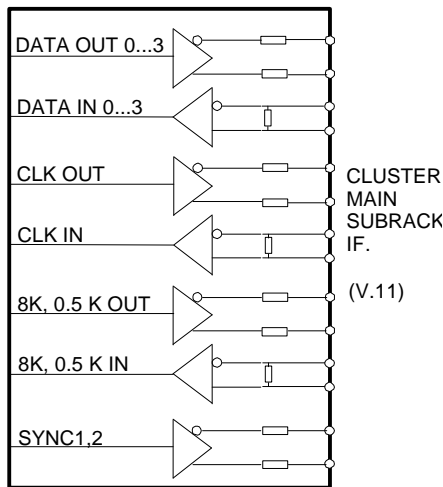 DATA OUT 0...3
DATA IN 0...3
CLK OUT
CLK IN
8K, 0.5 K OUT
8K, 0.5 K IN
SYNC1,2
CLUSTER
MAIN
SUBRACK
IF.
(V.11)